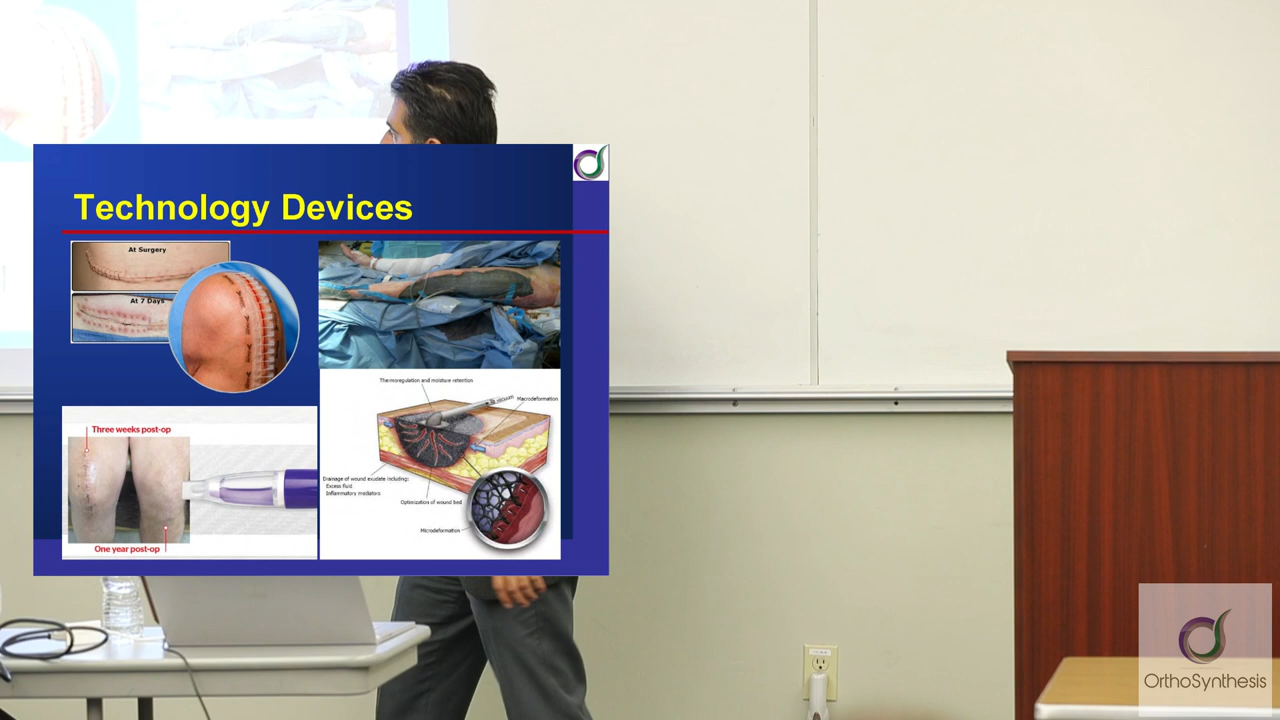 Technology Devices
At Surgery
At 7 Days
Three weeks post-op
One year post-op
Thermoregulation and moisture retention
vacuum
Macrodeformation
Drainage of wound exudate including:
Excess fluid
Inflammatory mediators
Optimization of wound bed
Microdeformation
OrthoSynthesis